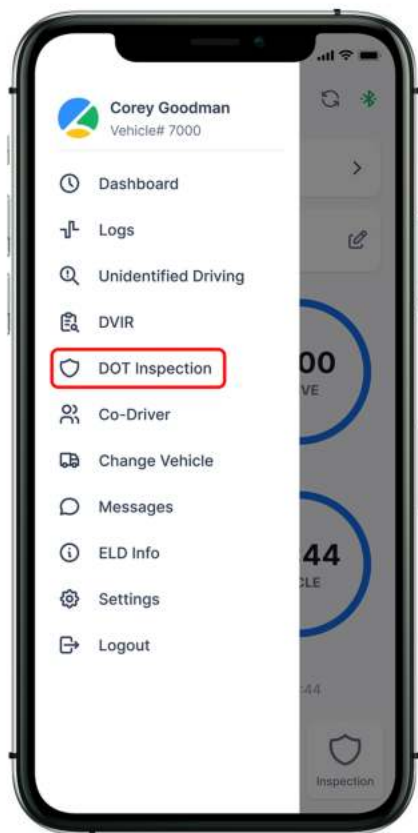 Corey Goodman
Vehicle# 7000
Dashboard
Logs
Unidentified Driving
DVIR
DOT Inspection
Co-Driver
Change Vehicle
Messages
ELD Info
Settings
Logout
00
VE
44
CLE
:44
Inspection